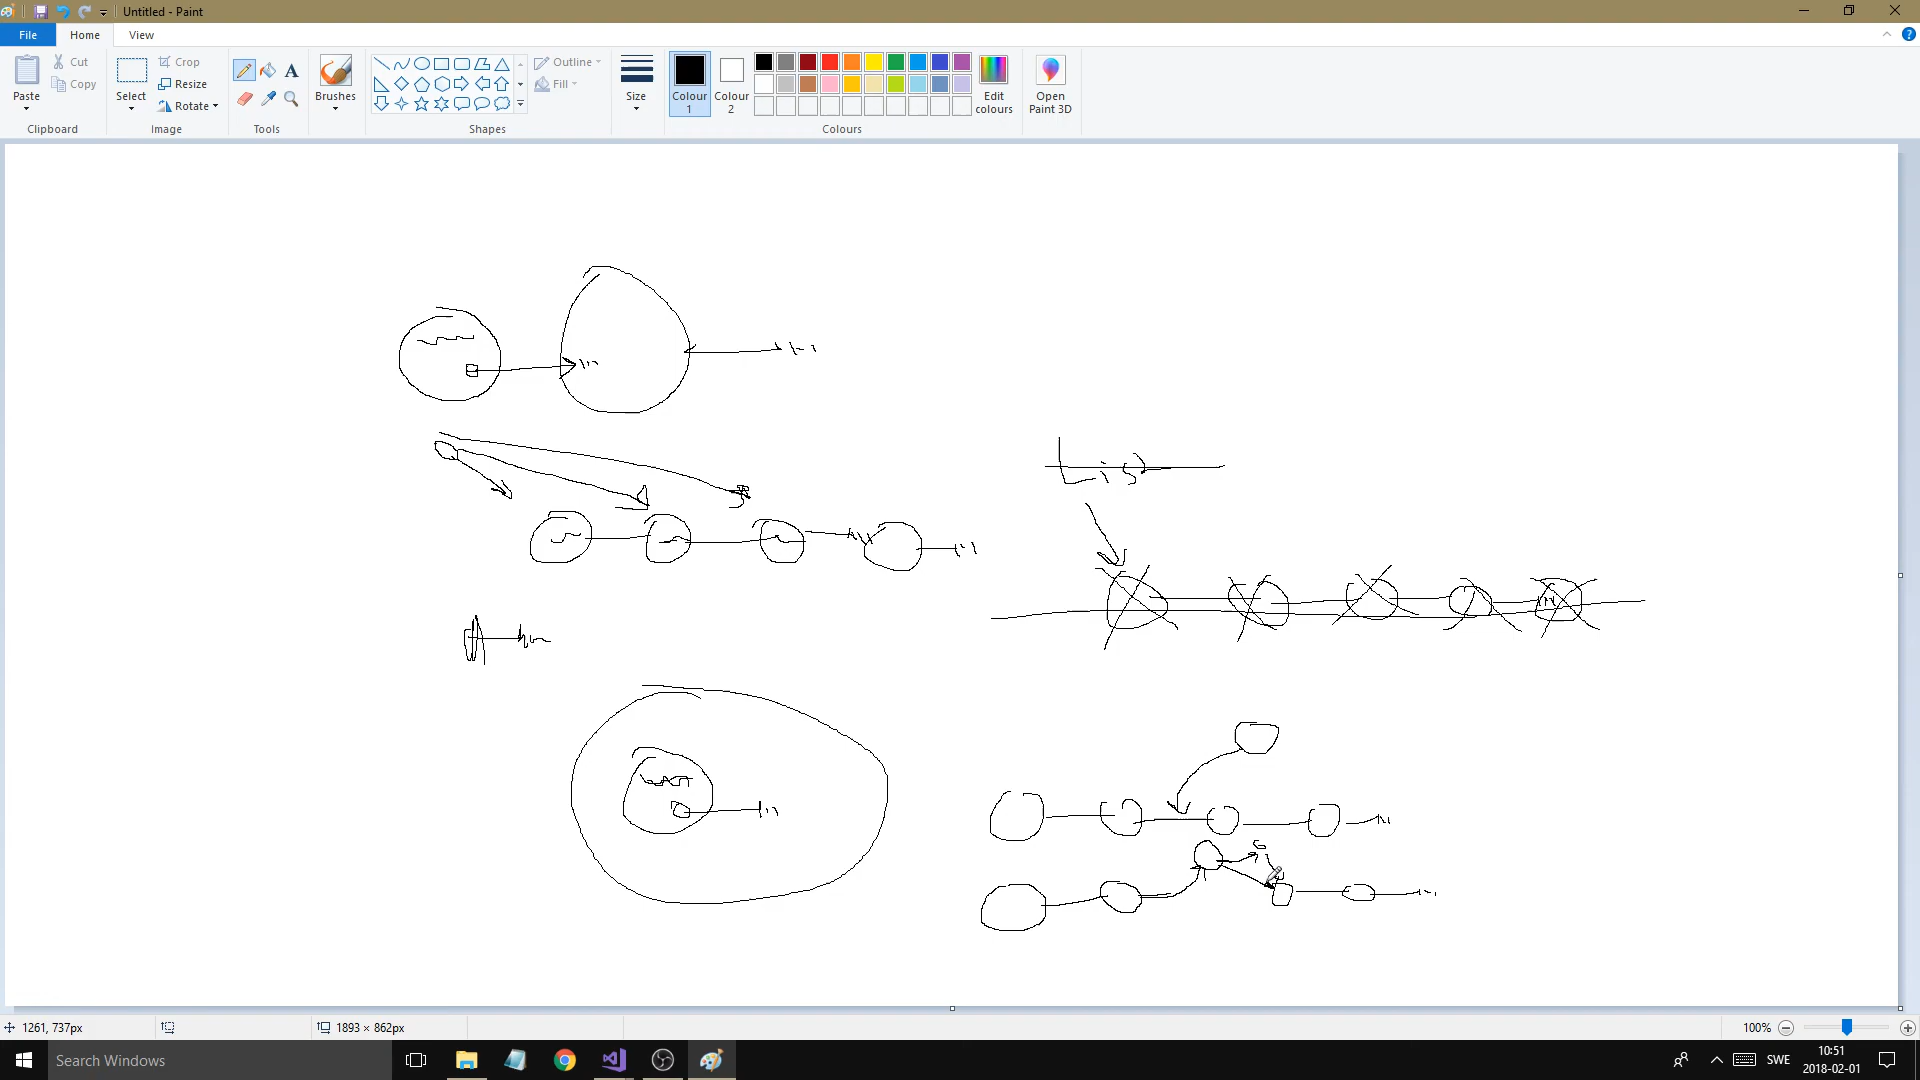 Untitled - Paint
File Home View
Paste
Cut
Copy
Clipboard
Select
Crop
Resize
Rotate
Image
Tools
Brushes
Shapes
Outline
Fill
Size
Colour 1
Colour 2
Colours
Edit colours
Open Paint 3D
List
1261, 737px
1893 × 862px
100%
Search Windows
SWE
10:51
2018-02-01